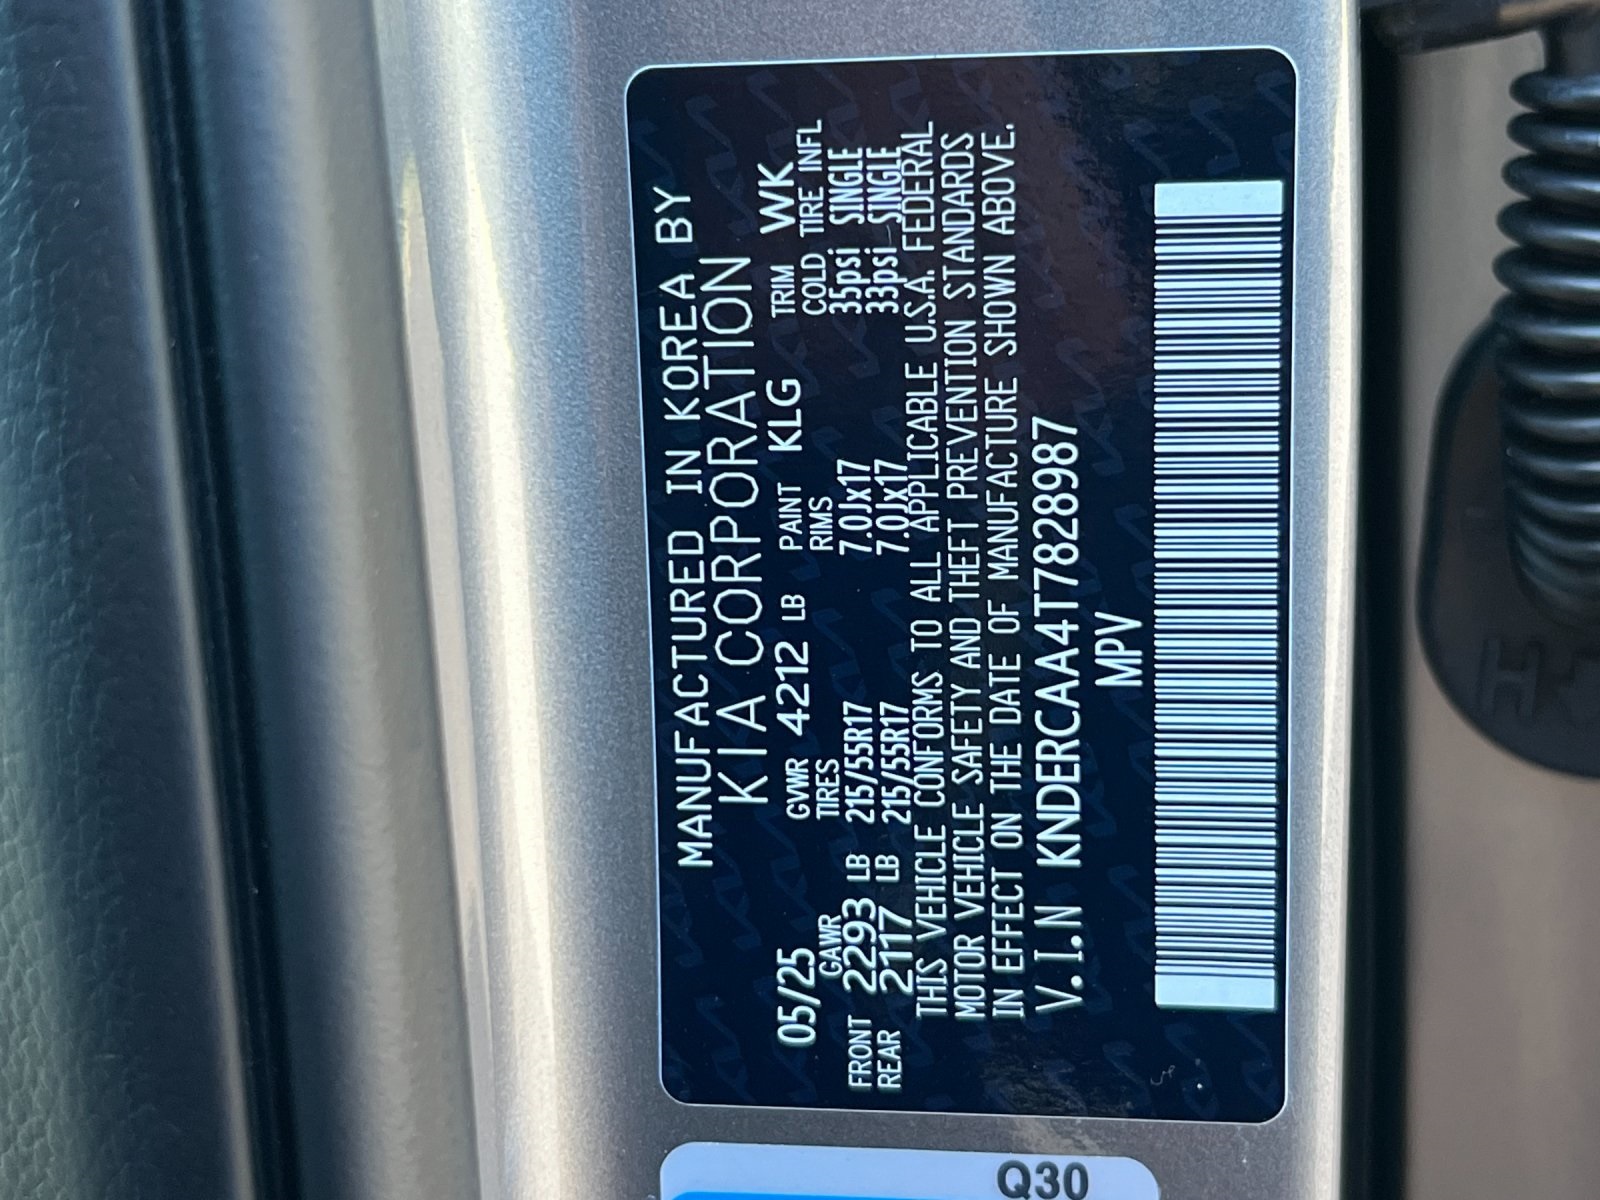 MANUFACTURED IN KOREA BY
KIA CORPORATION
05/25 GVWR 4212 LB PAINT KLG TRIM WK
GAWR TIRES RIMS COLD TIRE INFL
FRONT 2293 LB 215/55R17 7.0Jx17 35psi SINGLE
REAR 2117 LB 215/55R17 7.0Jx17 33psi SINGLE
THIS VEHICLE CONFORMS TO ALL APPLICABLE U.S.A. FEDERAL
MOTOR VEHICLE SAFETY AND THEFT PREVENTION STANDARDS
IN EFFECT ON THE DATE OF MANUFACTURE SHOWN ABOVE.
V.I.N KNDERCAA4T7828987
MPV
Q30